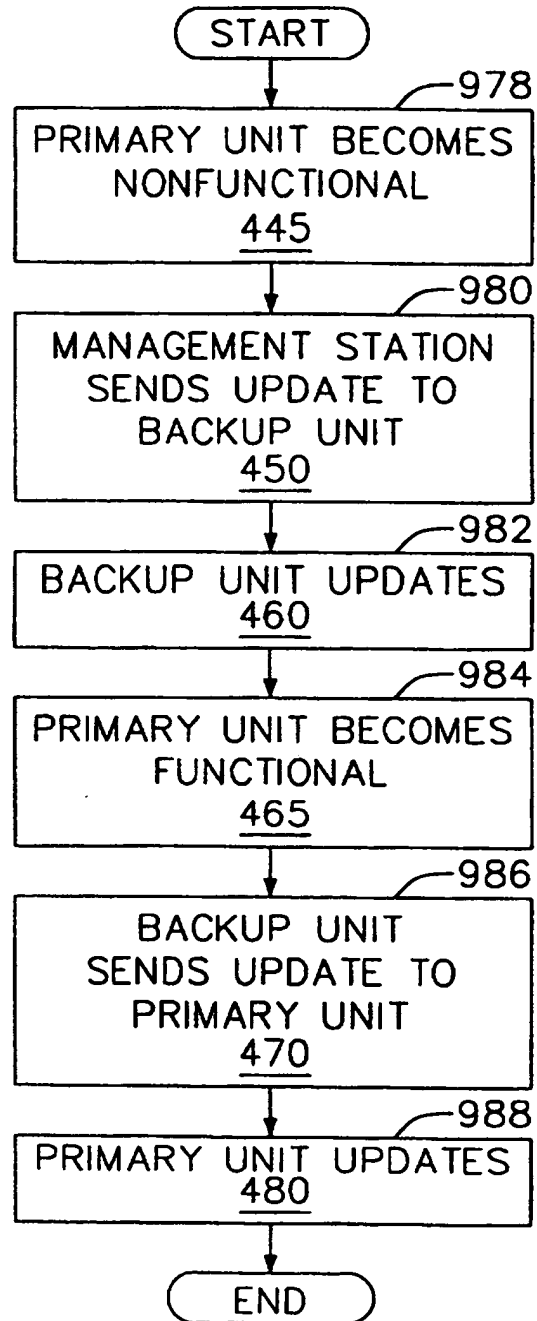 START
978
PRIMARY UNIT BECOMES
NONFUNCTIONAL
445
980
MANAGEMENT STATION
SENDS UPDATE TO
BACKUP UNIT
450
982
BACKUP UNIT UPDATES
460
984
PRIMARY UNIT BECOMES
FUNCTIONAL
465
986
BACKUP UNIT
SENDS UPDATE TO
PRIMARY UNIT
470
988
PRIMARY UNIT UPDATES
480
END